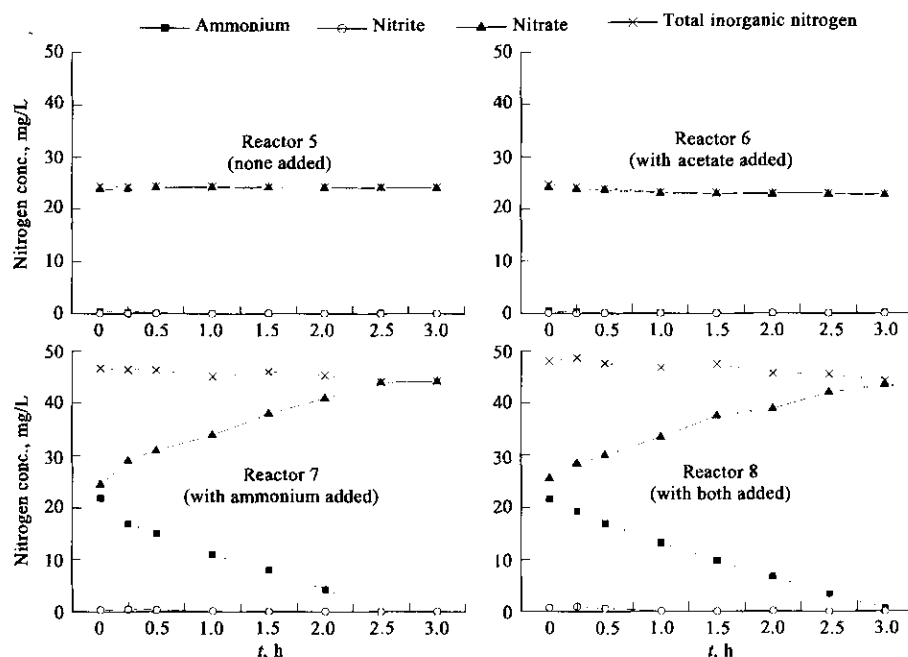 Ammonium Nitrite Nitrate Total inorganic nitrogen
50
40
30
20
10
0
Nitrogen conc., mg/L
Reactor 5
(none added)
0 0.5 1.0 1.5 2.0 2.5 3.0
50
40
30
20
10
0
Reactor 6
(with acetate added)
0 0.5 1.0 1.5 2.0 2.5 3.0
50
40
30
20
10
0
Nitrogen conc., mg/L
Reactor 7
(with ammonium added)
0 0.5 1.0 1.5 2.0 2.5 3.0
t, h
50
40
30
20
10
0
Reactor 8
(with both added)
0 0.5 1.0 1.5 2.0 2.5 3.0
t, h